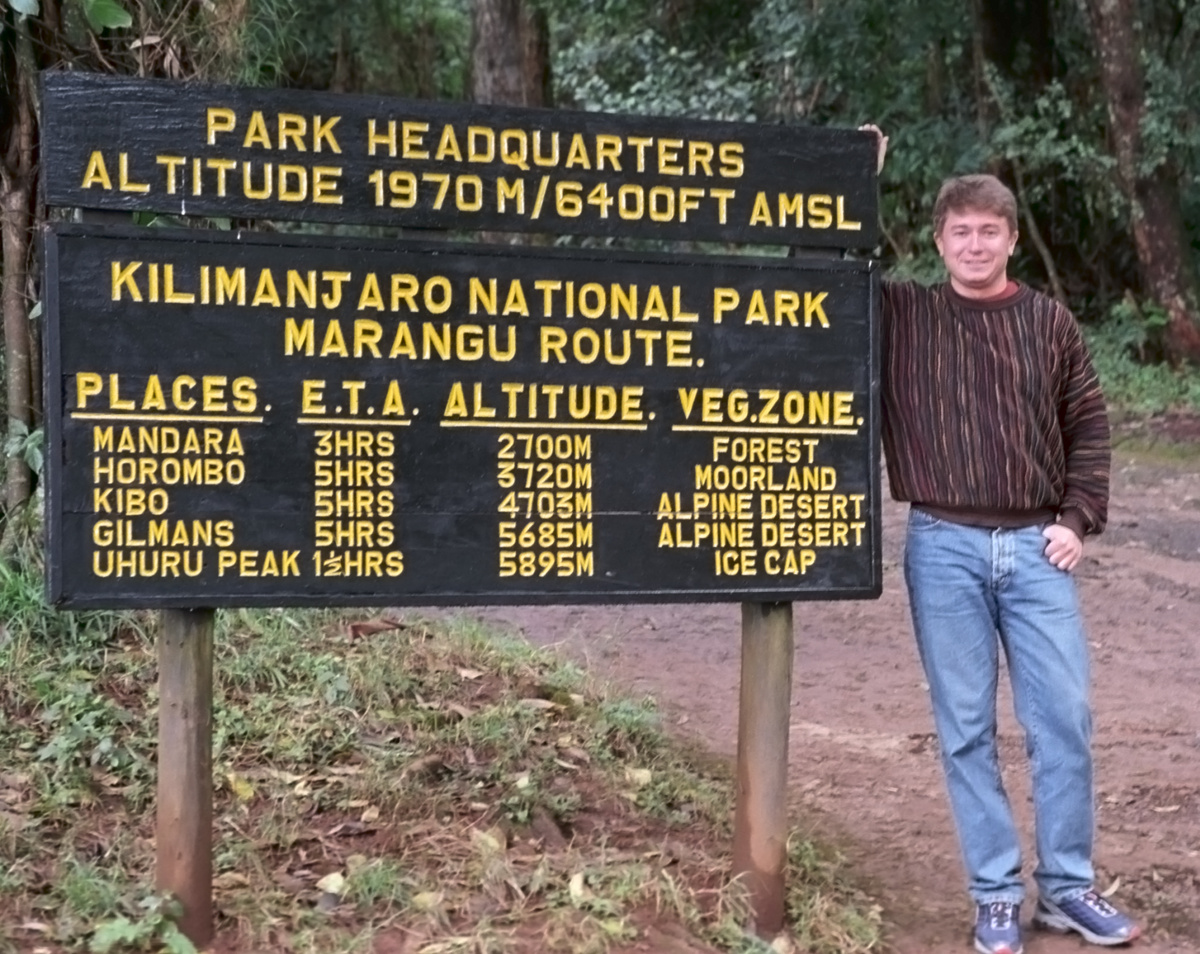 PARK HEADQUARTERS
ALTITUDE 1970 M/6400FT AMSL
KILIMANJARO NATIONAL PARK
MARANGU ROUTE.
PLACES. E.T.A. ALTITUDE. VEG.ZONE.
MANDARA 3HRS 2700M FOREST
HOROMBO 5HRS 3720M MOORLAND
KIBO 5HRS 4703M ALPINE DESERT
GILMANS 5HRS 5685M ALPINE DESERT
UHURU PEAK 1½HRS 5895M ICE CAP